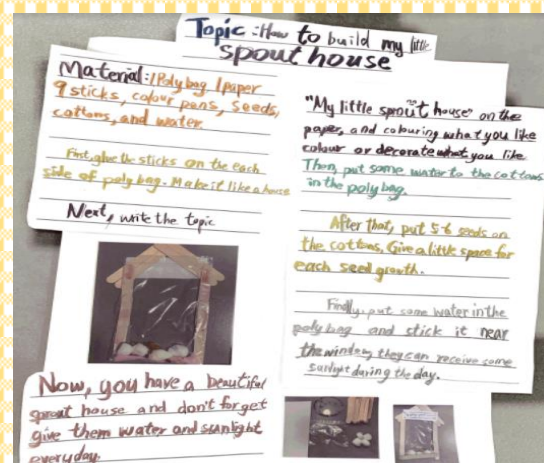 Topic : How to build my little
spout house
Material : 1 Poly bag 1 paper
9 sticks, colour pens, seeds,
cottons, and water.
First, glue the sticks on the each
side of poly bag. Make it like a house
Next, write the topic
"My little sprout house" on the
paper, and colouring what you like
colour or decorate what you like
Then, put some water to the cottons
in the poly bag.
After that, put 5-6 seeds on
the cottons, Give a little space for
each seed growth.
Finally, put some water in the
poly bag and stick it near
the window, they can receive some
sunlight during the day.
Now, you have a beautiful
sprout house and don't forget
give them water and sunlight
everyday.